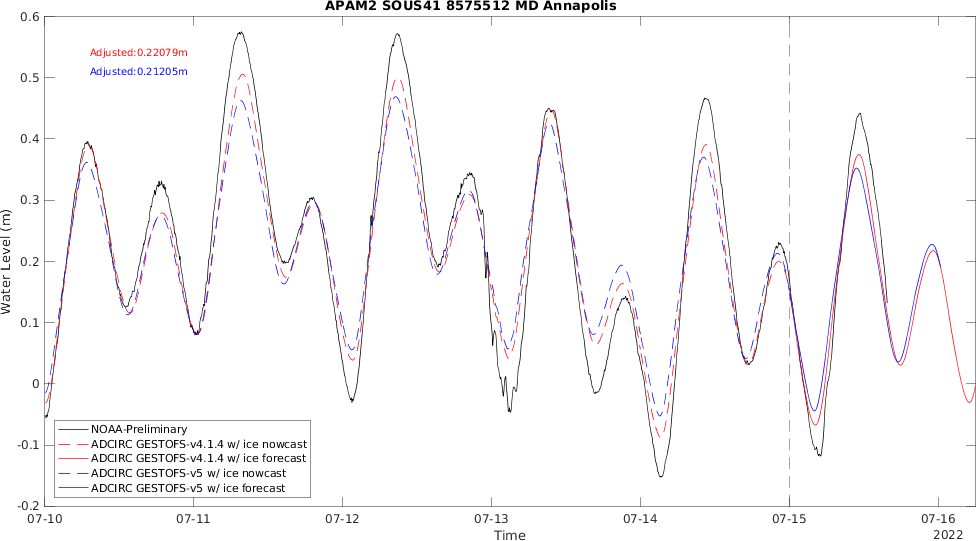 APAM2 SOUS41 8575512 MD Annapolis
0.6
0.5
0.4
0.3
0.2
0.1
0
-0.1
-0.2
Water Level (m)
Adjusted:0.22079m
Adjusted:0.21205m
NOAA-Preliminary
ADCIRC GESTOFS-v4.1.4 w/ ice nowcast
ADCIRC GESTOFS-v4.1.4 w/ ice forecast
ADCIRC GESTOFS-v5 w/ ice nowcast
ADCIRC GESTOFS-v5 w/ ice forecast
07-10 07-11 07-12 07-13 07-14 07-15 07-16
Time
2022